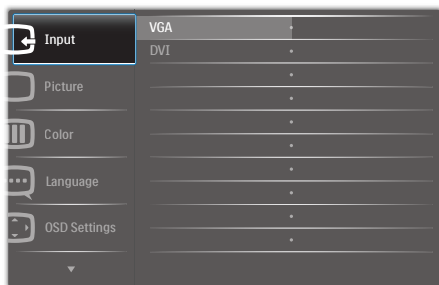 Input
Picture
Color
Language
OSD Settings
VGA
DVI